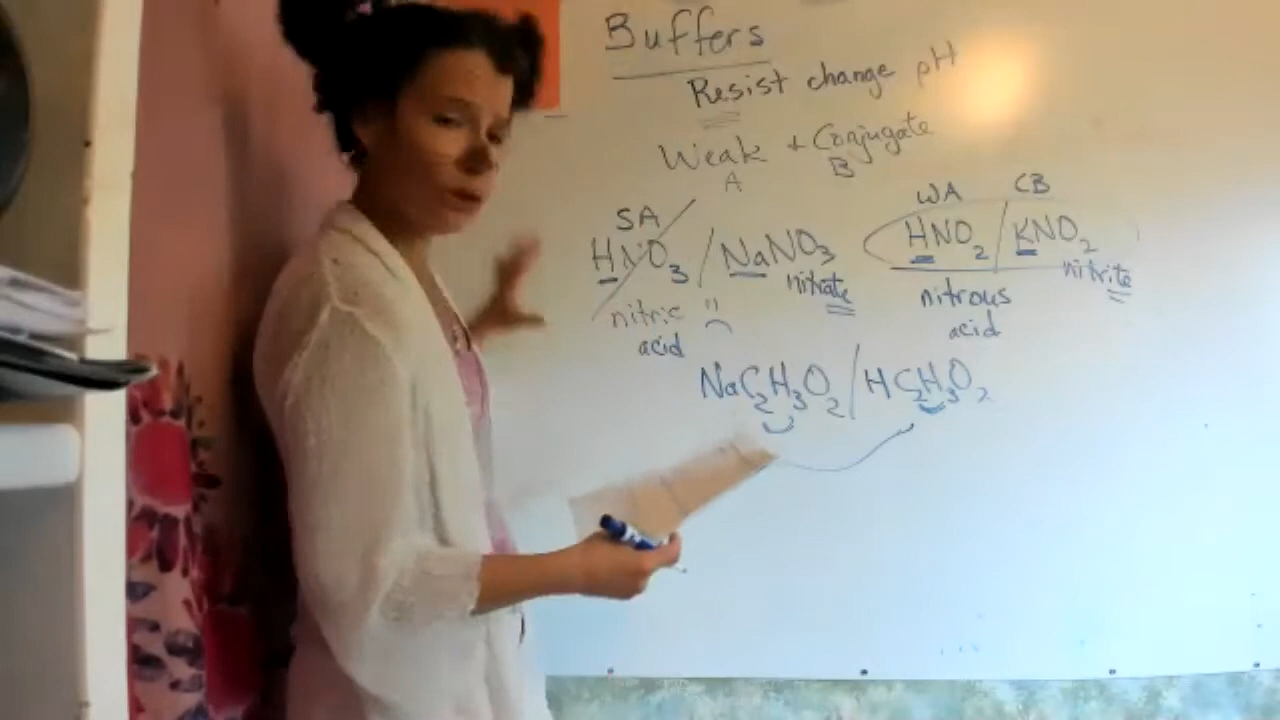 Buffers
Resist change pH
Weak + Conjugate
A B
SA
HNO3 / NaNO3
nitrate
nitric "
acid
WA CB
HNO2 / KNO2
nitrite
nitrous
acid
NaC2H3O2 / HC2H3O2